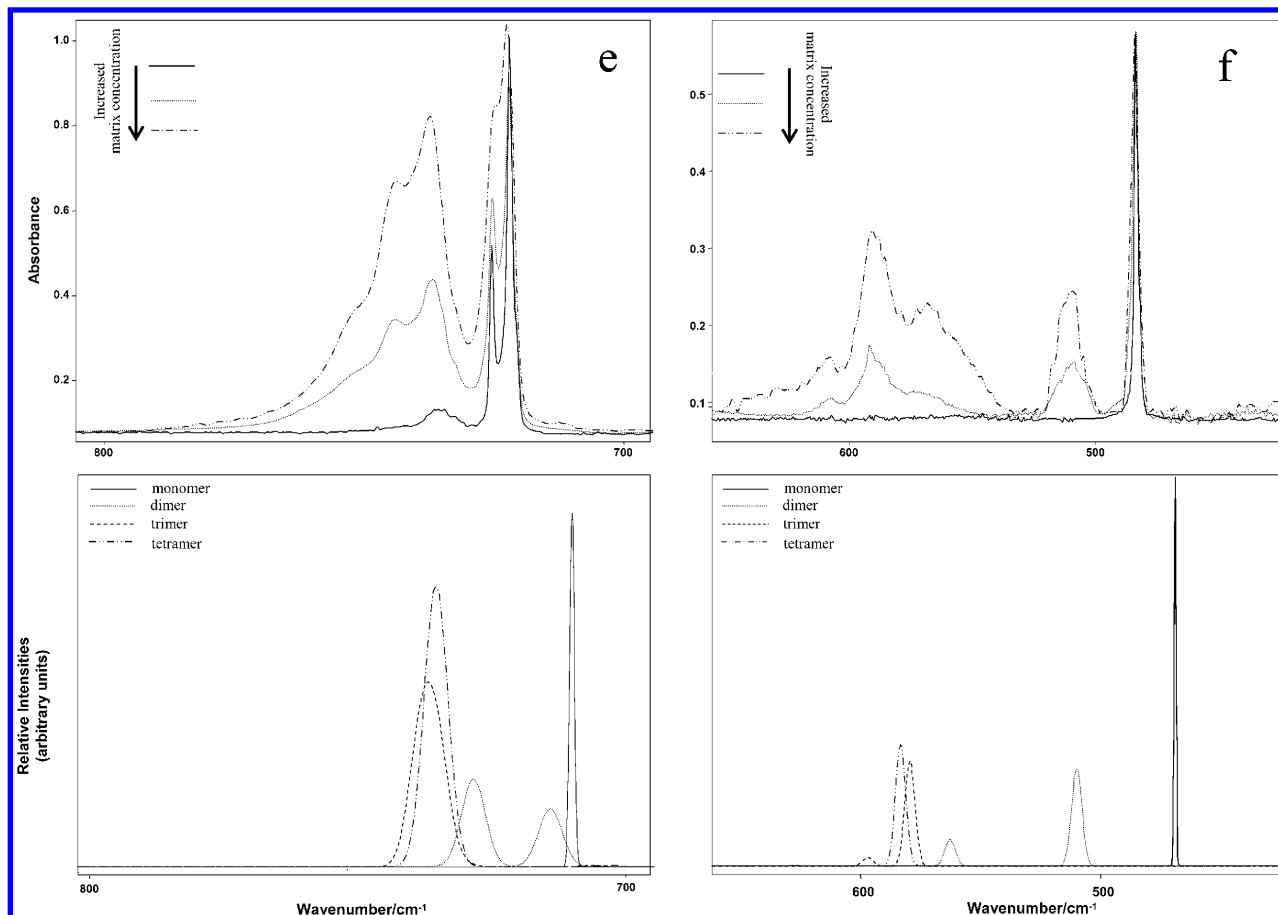 e
1.0
0.8
0.6
0.4
0.2
Absorbance
Increased
matrix concentration
800
700
f
0.5
0.4
0.3
0.2
0.1
Increased
matrix concentration
600
500
monomer
dimer
trimer
tetramer
Relative Intensities
(arbitrary units)
800
700
Wavenumber/cm-1
monomer
dimer
trimer
tetramer
600
500
Wavenumber/cm-1